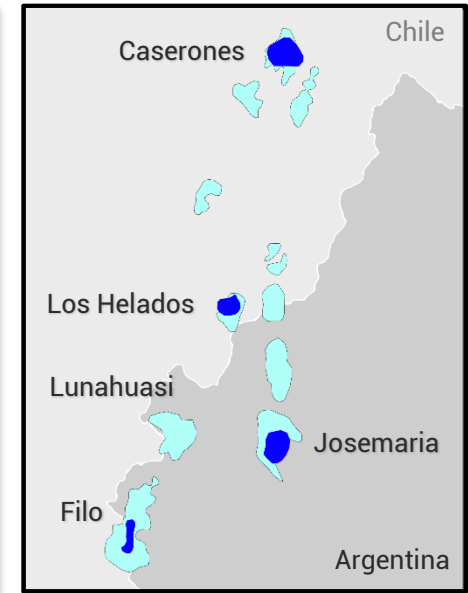 Chile
Caserones
Los Helados
Lunahuasi
Josemaria
Filo
Argentina